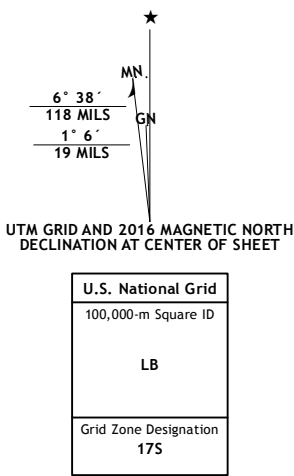 MN.
GN
6° 38´
118 MILS
1° 6´
19 MILS
UTM GRID AND 2016 MAGNETIC NORTH
DECLINATION AT CENTER OF SHEET
U.S. National Grid
100,000-m Square ID
LB
Grid Zone Designation
17S